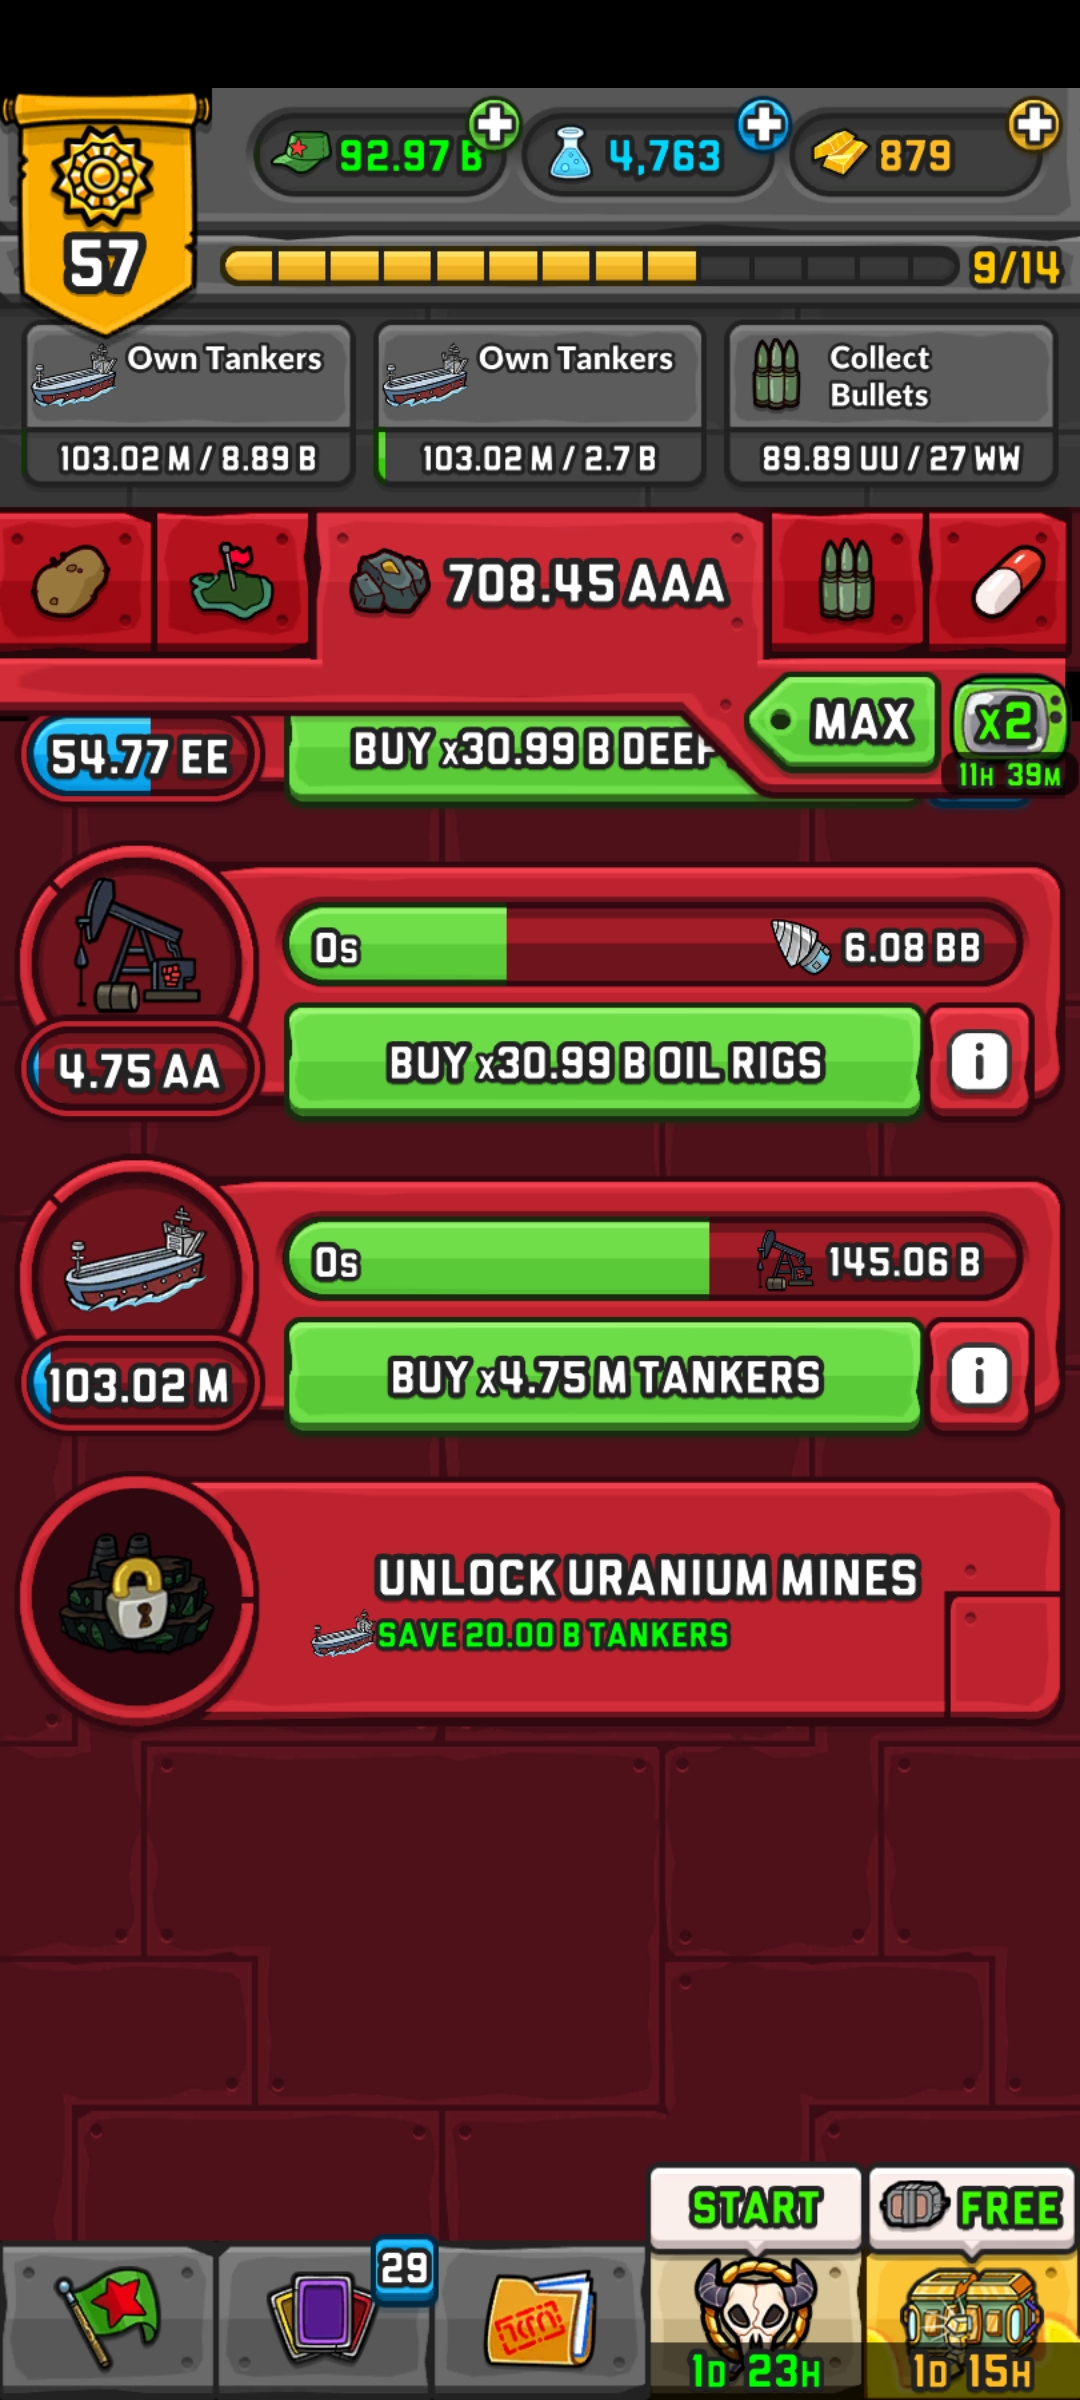 92.97 B
4,763
879
57
9/14
Own Tankers
103.02 M / 8.89 B
Own Tankers
103.02 M / 2.7 B
Collect
Bullets
89.89 UU / 27 WW
708.45 AAA
MAX
x2
11H 39M
54.77 EE
BUY x30.99 B DEEP
0s
6.08 BB
4.75 AA
BUY x30.99 B OIL RIGS
i
0s
145.06 B
103.02 M
BUY x4.75 M TANKERS
i
UNLOCK URANIUM MINES
SAVE 20.00 B TANKERS
START
FREE
29
1D 23H
1D 15H